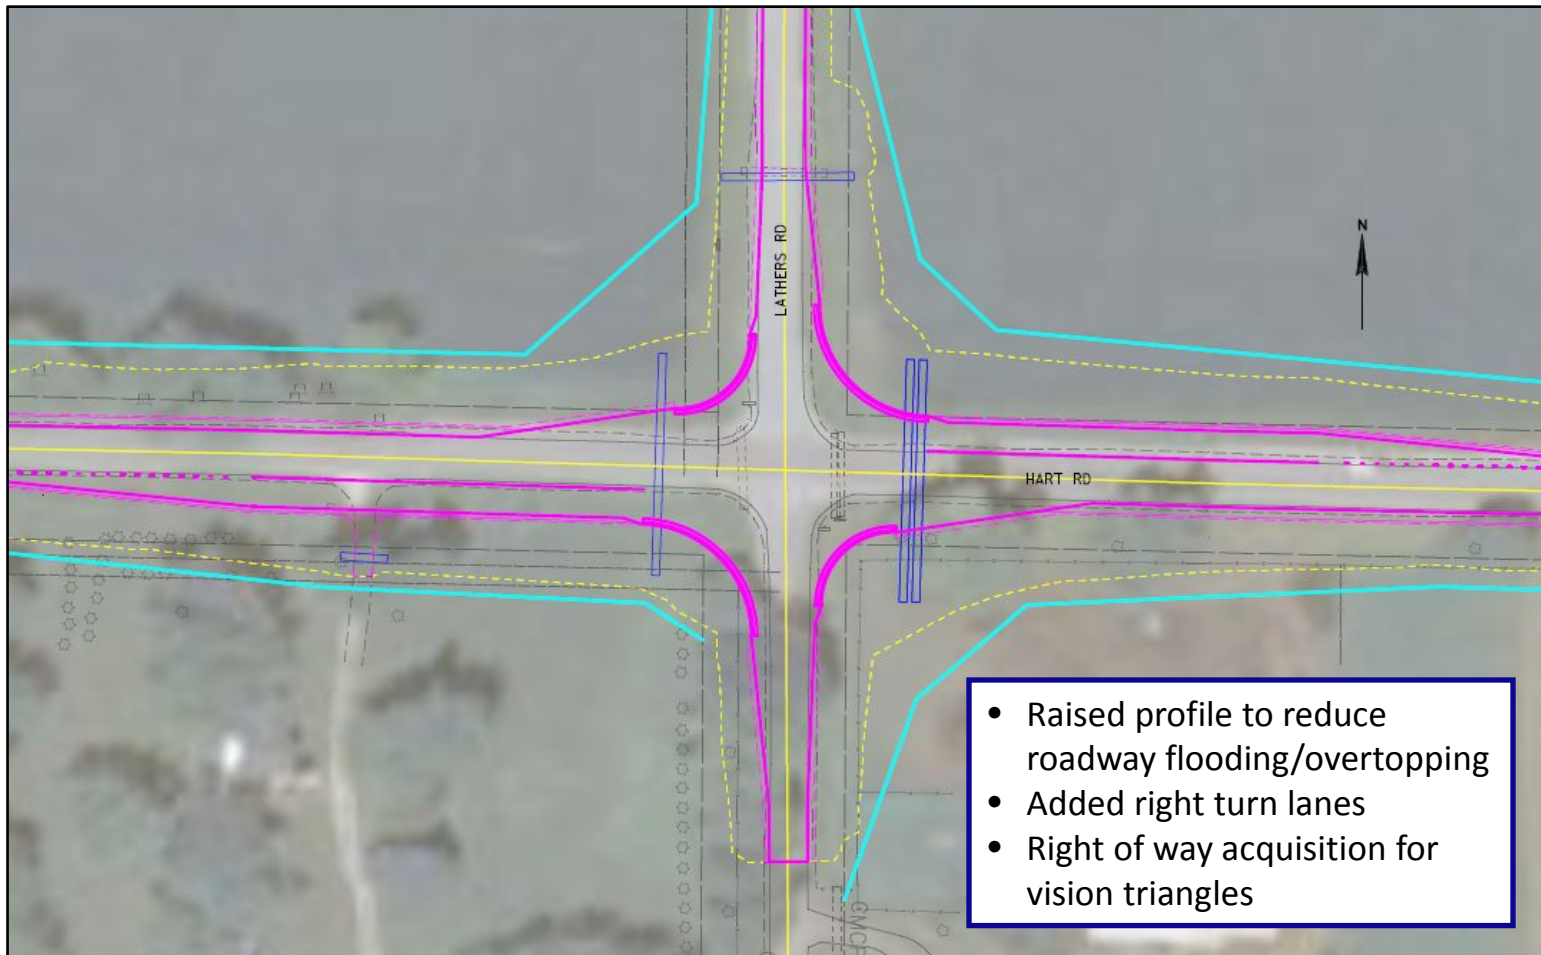 N
LATHERS RD
HART RD
• Raised profile to reduce
roadway flooding/overtopping
• Added right turn lanes
• Right of way acquisition for
vision triangles